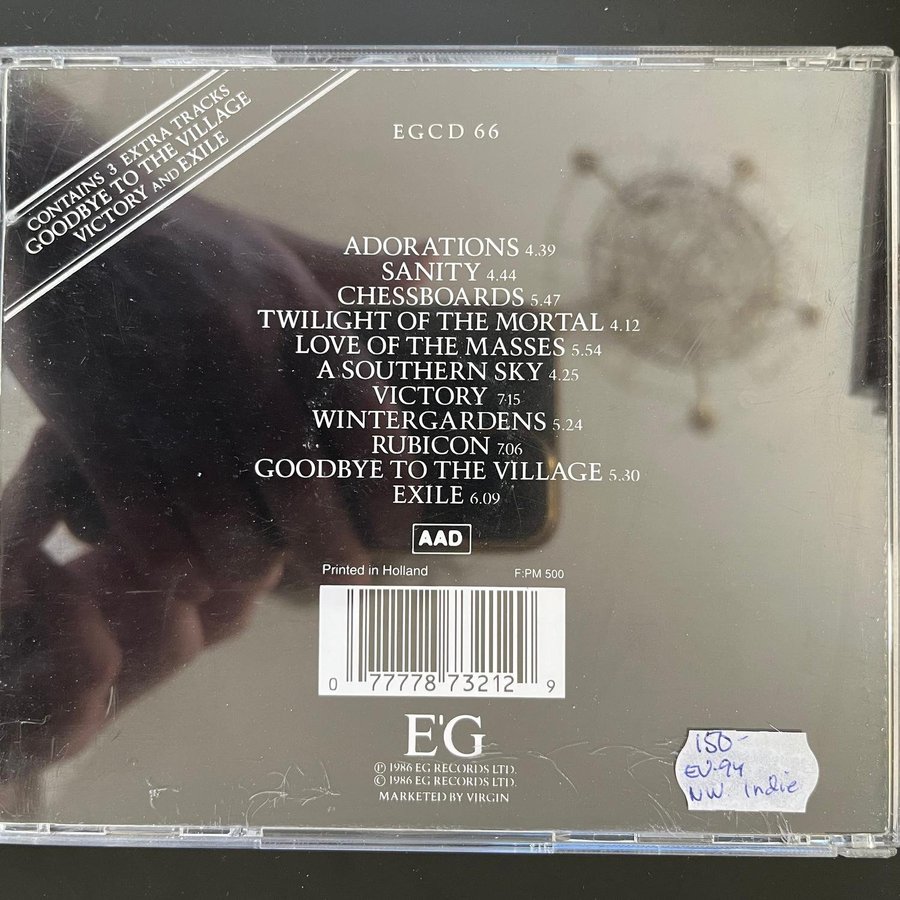 CONTAINS 3 EXTRA TRACKS
GOODBYE TO THE VILLAGE
VICTORY AND EXILE
EGCD 66
ADORATIONS 4.39
SANITY 4.44
CHESSBOARDS 5.47
TWILIGHT OF THE MORTAL 4.12
LOVE OF THE MASSES 5.54
A SOUTHERN SKY 4.25
VICTORY 7.15
WINTERGARDENS 5.24
RUBICON 7.06
GOODBYE TO THE VILLAGE 5.30
EXILE 6.09
AAD
Printed in Holland F:PM 500
0 77778 73212 9
E'G
℗ 1986 EG RECORDS LTD.
© 1986 EG RECORDS LTD.
MARKETED BY VIRGIN
150-
EV-94
NW Indie